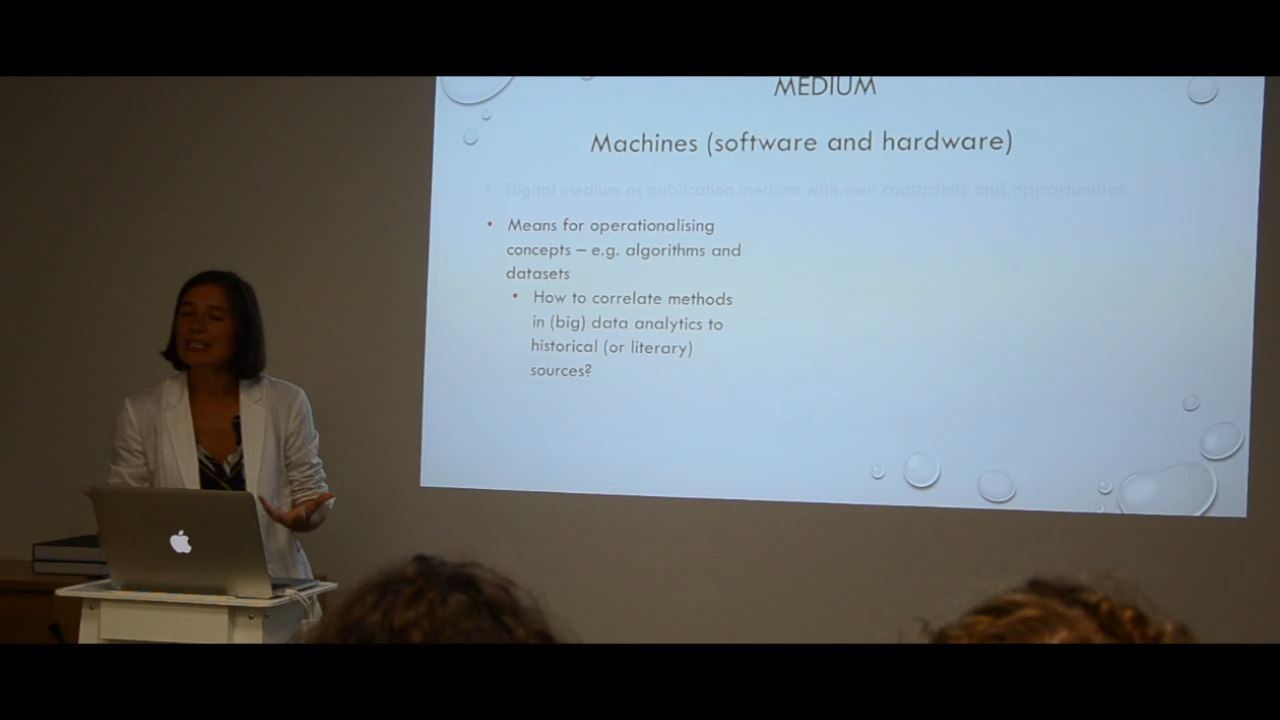 MEDIUM
Machines (software and hardware)
• Digital medium as publication medium with own constraints and opportunities
• Means for operationalising
concepts – e.g. algorithms and
datasets
• How to correlate methods
in (big) data analytics to
historical (or literary)
sources?